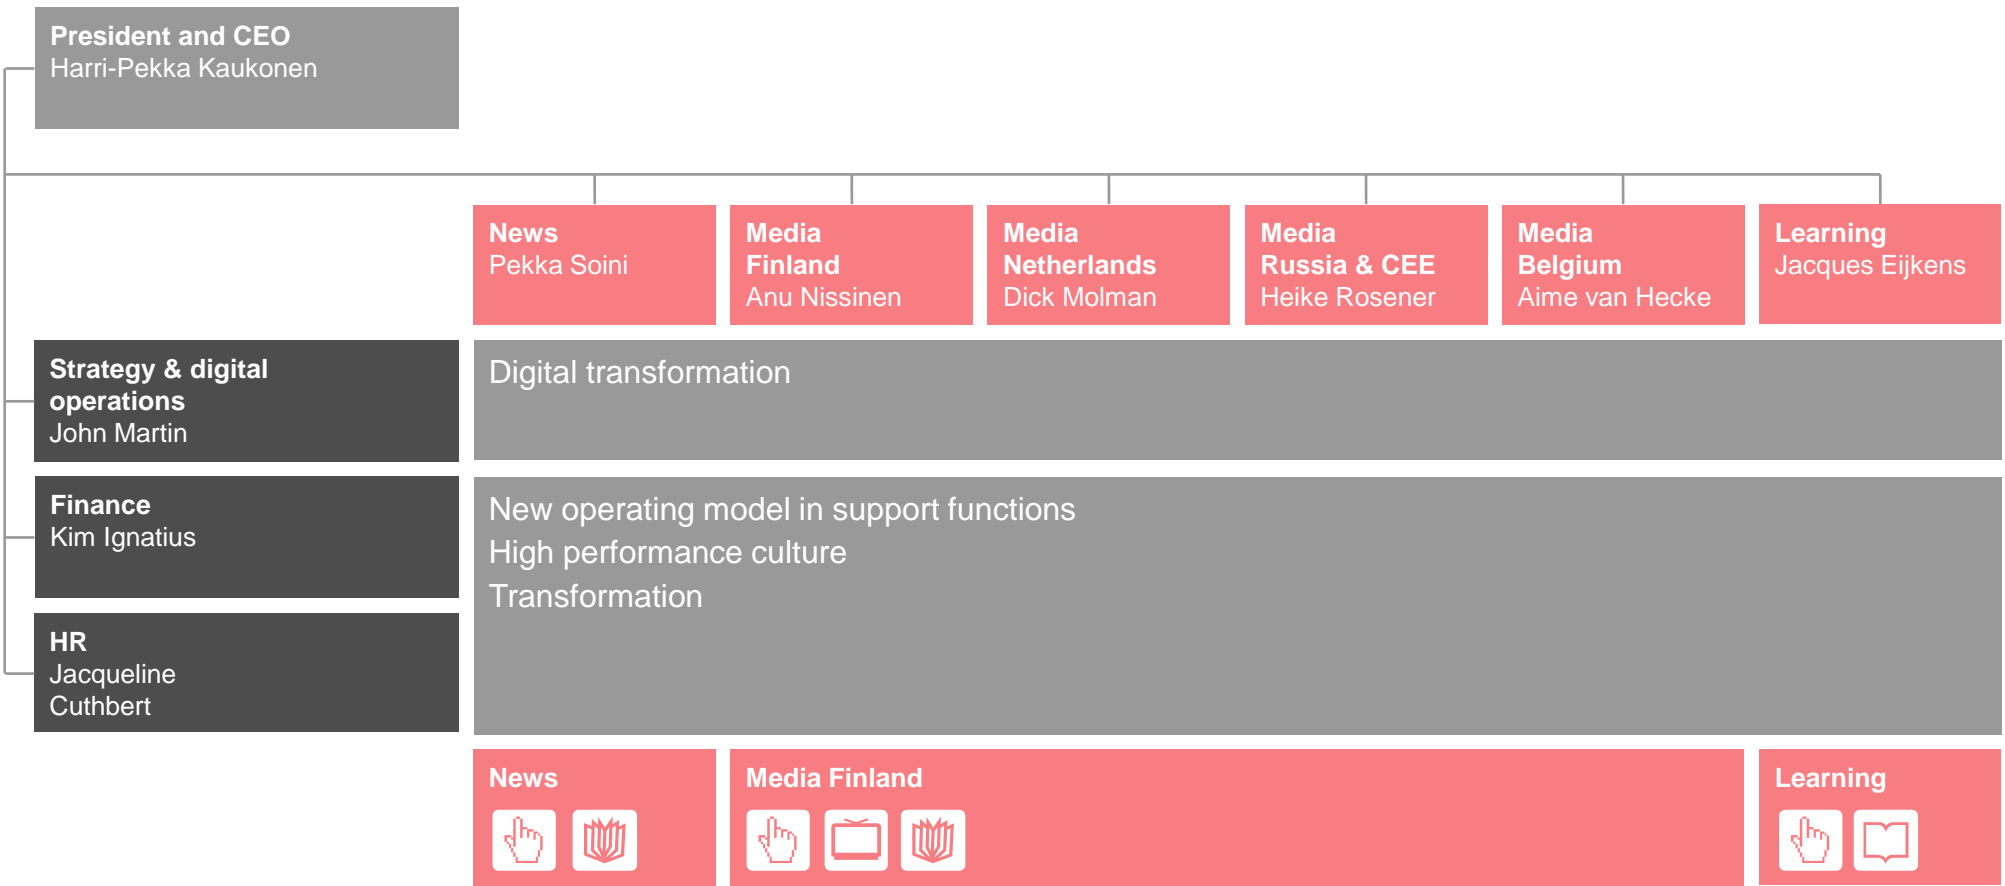 President and CEO
Harri-Pekka Kaukonen
News
Pekka Soini
Media
Finland
Anu Nissinen
Media
Netherlands
Dick Molman
Media
Russia & CEE
Heike Rosener
Media
Belgium
Aime van Hecke
Learning
Jacques Eijkens
Strategy & digital
operations
John Martin
Digital transformation
Finance
Kim Ignatius
New operating model in support functions
High performance culture
Transformation
HR
Jacqueline
Cuthbert
News
Media Finland
Learning